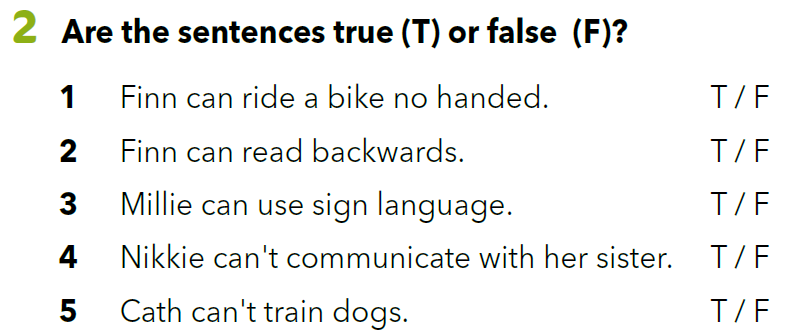 2 Are the sentences true (T) or false (F)?
1 Finn can ride a bike no handed. T / F
2 Finn can read backwards. T / F
3 Millie can use sign language. T / F
4 Nikkie can't communicate with her sister. T / F
5 Cath can't train dogs. T / F